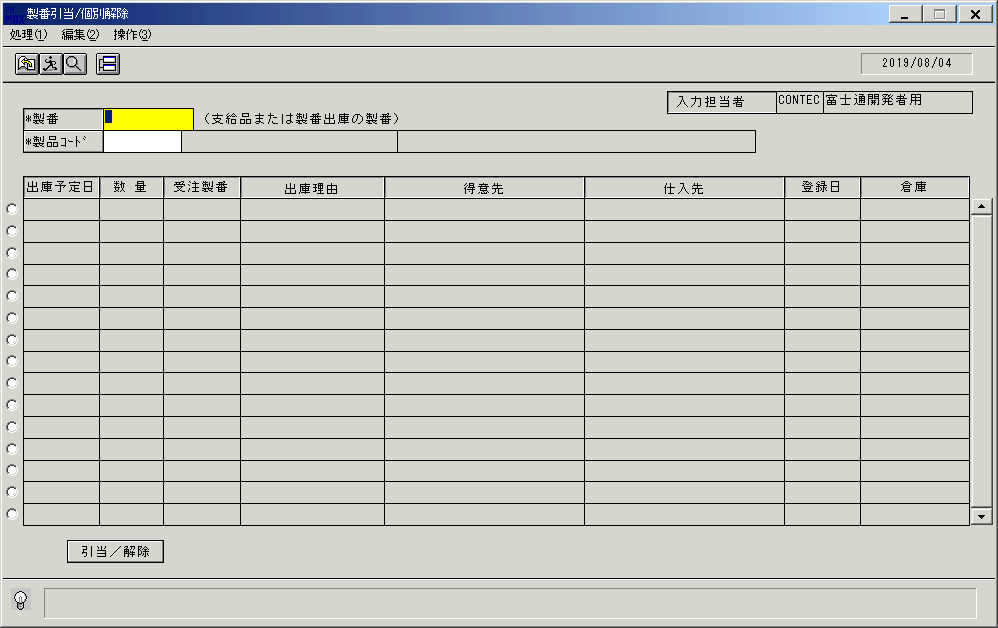 製番引当/個別解除
処理(1) 編集(2) 操作(3)
2019/08/04
入力担当者 CONTEC 富士通開発者用
*製番 (支給品または製番出庫の製番)
*製品ｺｰﾄﾞ
出庫予定日 数 量 受注製番 出庫理由 得意先 仕入先 登録日 倉庫
引当／解除